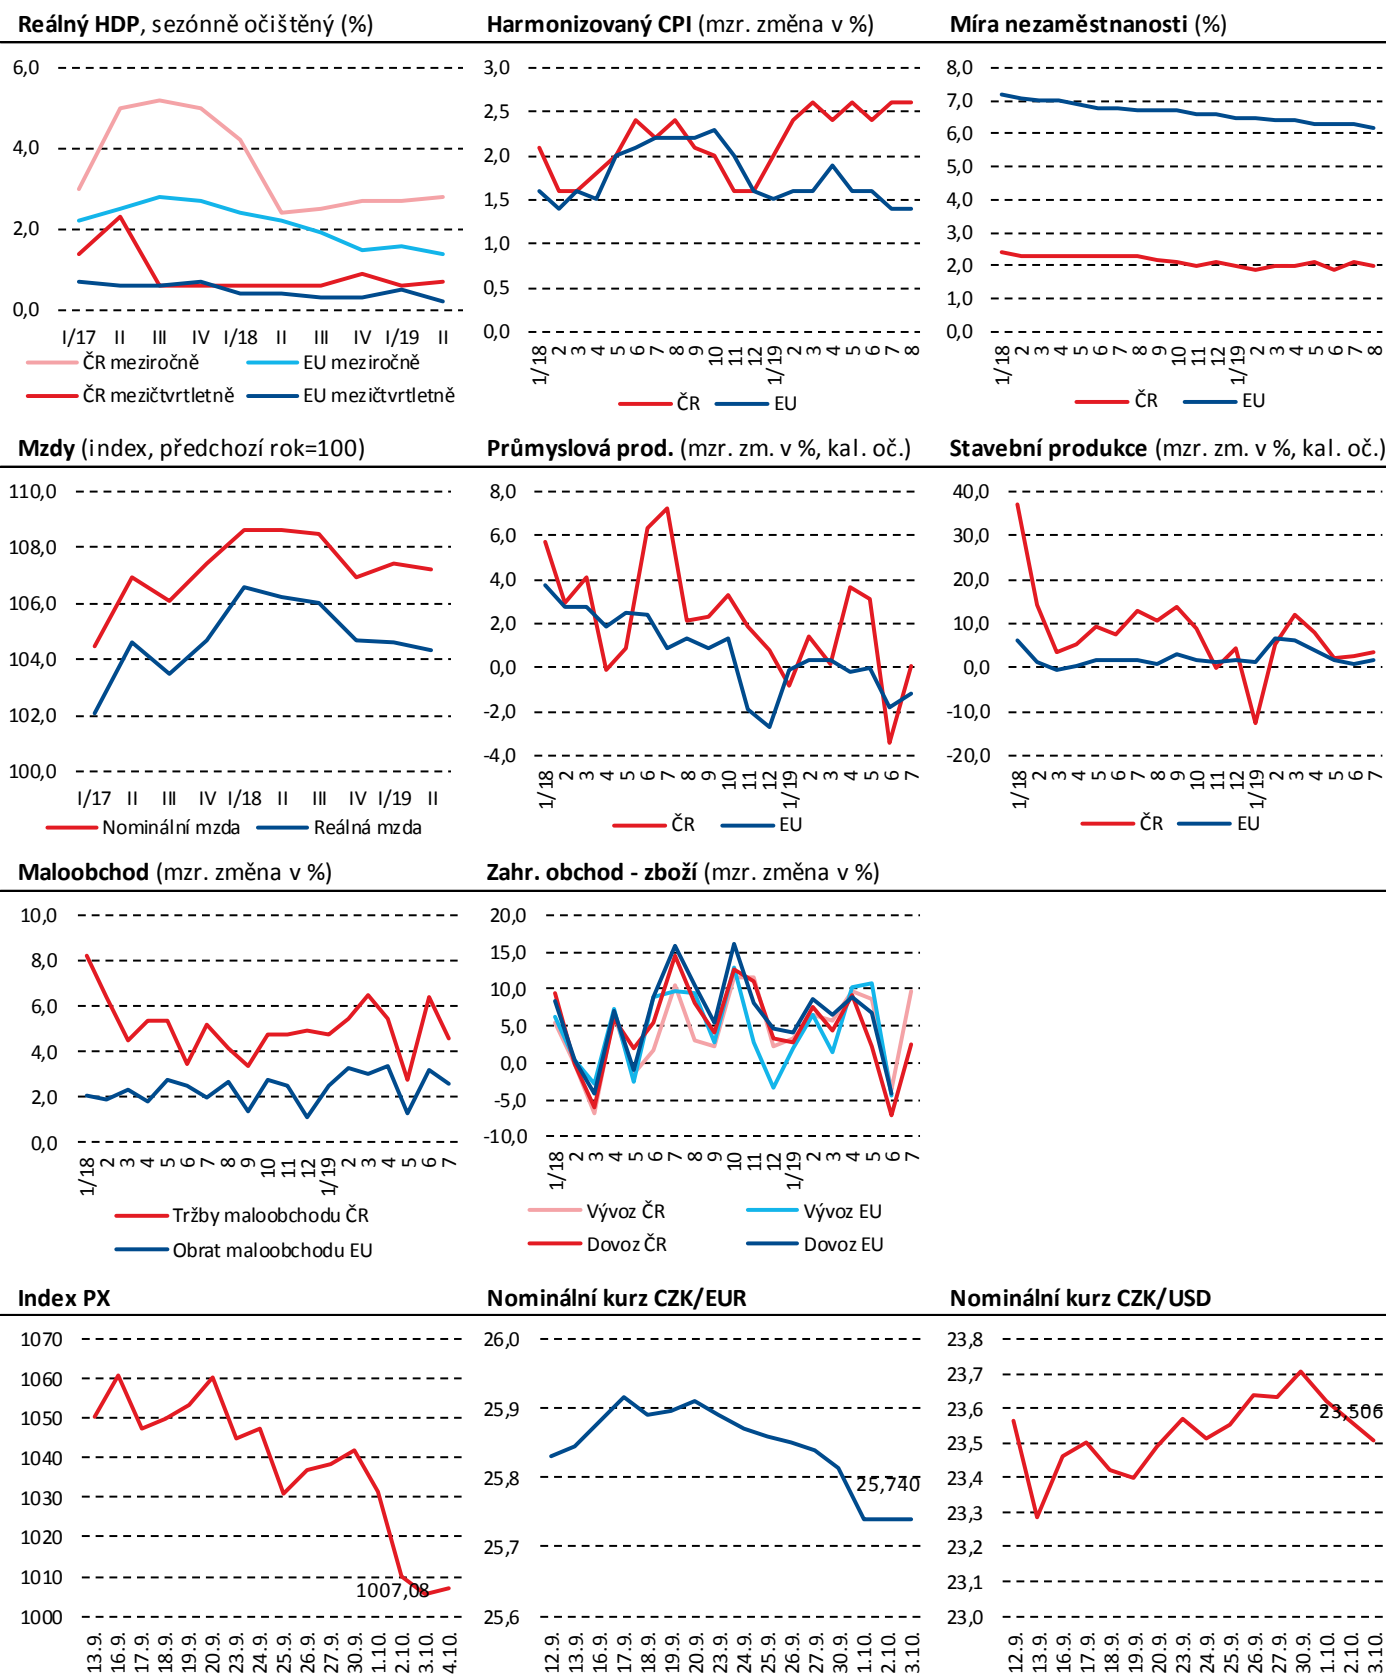 Reálný HDP, sezónně očištěný (%)
6,0
4,0
2,0
0,0
I/17 II III IV I/18 II III IV I/19 II
ČR meziročně EU meziročně
ČR mezičtvrtletně EU mezičtvrtletně
Harmonizovaný CPI (mzr. změna v %)
3,0
2,5
2,0
1,5
1,0
0,5
0,0
1/18 2 3 4 5 6 7 8 9 10 11 12 1/19 2 3 4 5 6 7 8
ČR EU
Míra nezaměstnanosti (%)
8,0
7,0
6,0
5,0
4,0
3,0
2,0
1,0
0,0
1/18 2 3 4 5 6 7 8 9 10 11 12 1/19 2 3 4 5 6 7 8
ČR EU
Mzdy (index, předchozí rok=100)
110,0
108,0
106,0
104,0
102,0
100,0
I/17 II III IV I/18 II III IV I/19 II
Nominální mzda Reálná mzda
Průmyslová prod. (mzr. zm. v %, kal. oč.)
8,0
6,0
4,0
2,0
0,0
-2,0
-4,0
1/18 2 3 4 5 6 7 8 9 10 11 12 1/19 2 3 4 5 6 7
ČR EU
Stavební produkce (mzr. zm. v %, kal. oč.)
40,0
30,0
20,0
10,0
0,0
-10,0
-20,0
1/18 2 3 4 5 6 7 8 9 10 11 12 1/19 2 3 4 5 6 7
ČR EU
Maloobchod (mzr. změna v %)
10,0
8,0
6,0
4,0
2,0
0,0
1/18 2 3 4 5 6 7 8 9 10 11 12 1/19 2 3 4 5 6 7
Tržby maloobchodu ČR
Obrat maloobchodu EU
Zahr. obchod - zboží (mzr. změna v %)
20,0
15,0
10,0
5,0
0,0
-5,0
-10,0
1/18 2 3 4 5 6 7 8 9 10 11 12 1/19 2 3 4 5 6 7
Vývoz ČR Vývoz EU
Dovoz ČR Dovoz EU
Index PX
1070
1060
1050
1040
1030
1020
1010
1000
1007,08
13.9. 16.9. 17.9. 18.9. 19.9. 20.9. 23.9. 24.9. 25.9. 26.9. 27.9. 30.9. 1.10. 2.10. 3.10. 4.10.
Nominální kurz CZK/EUR
26,0
25,9
25,8
25,7
25,6
25,740
12.9. 13.9. 16.9. 17.9. 18.9. 19.9. 20.9. 23.9. 24.9. 25.9. 26.9. 27.9. 30.9. 1.10. 2.10. 3.10.
Nominální kurz CZK/USD
23,8
23,7
23,6
23,5
23,4
23,3
23,2
23,1
23,0
23,506
12.9. 13.9. 16.9. 17.9. 18.9. 19.9. 20.9. 23.9. 24.9. 25.9. 26.9. 27.9. 30.9. 1.10. 2.10. 3.10.